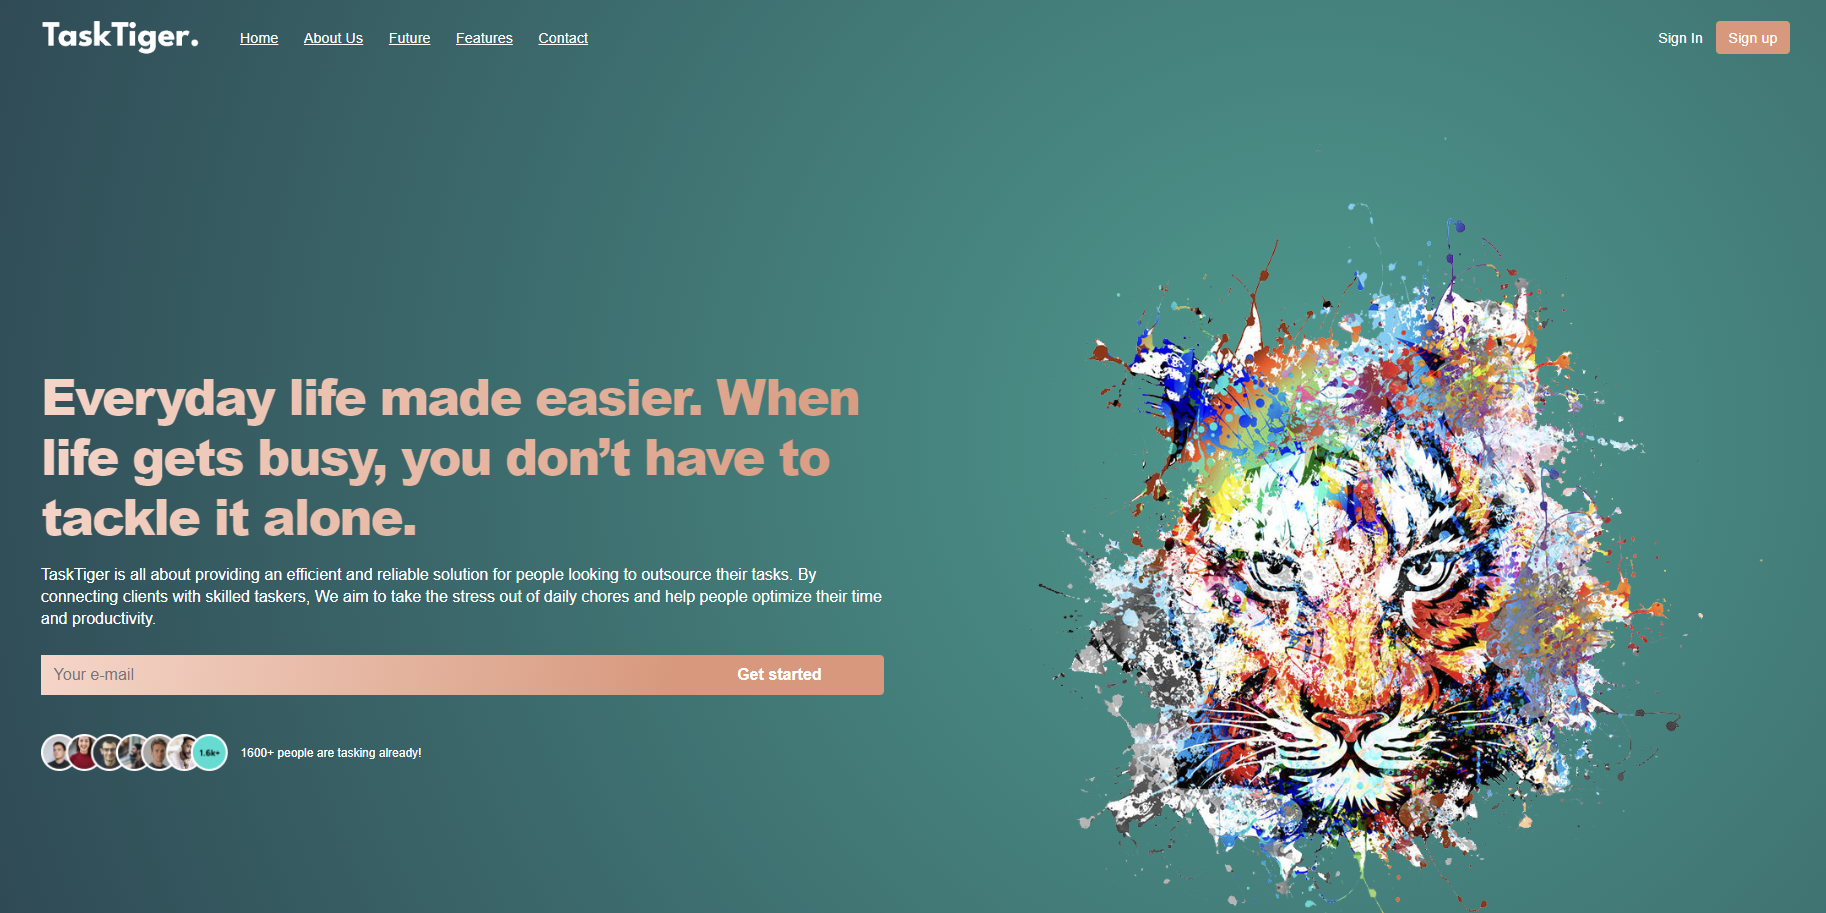 TaskTiger.
Home About Us Future Features Contact
Sign In Sign up
Everyday life made easier. When
life gets busy, you don’t have to
tackle it alone.
TaskTiger is all about providing an efficient and reliable solution for people looking to outsource their tasks. By
connecting clients with skilled taskers, We aim to take the stress out of daily chores and help people optimize their time
and productivity.
Your e-mail Get started
1.6k+ 1600+ people are tasking already!